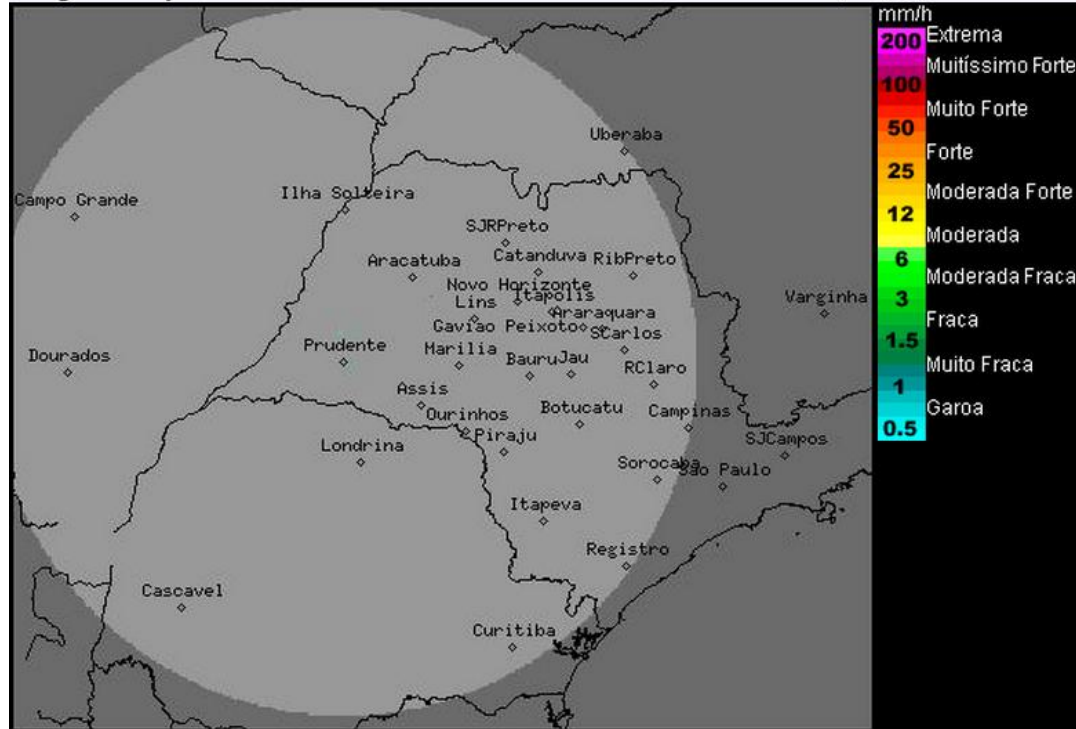 mm/h
200 Extrema
Muitíssimo Forte
100
Muito Forte
50
Forte
25
Moderada Forte
12
Moderada
6
Moderada Fraca
3
Fraca
1.5
Muito Fraca
1
Garoa
0.5
Uberaba
Campo Grande
Ilha Solteira
SJRPreto
Aracatuba
Catanduva
RibPreto
Novo Horizonte
Itapolis
Lins
Varginha
Araraquara
Gaviao Peixoto
SCarlos
Prudente
Marilia
Dourados
Bauru
Jau
RClaro
Assis
Ourinhos
Botucatu
Campinas
Piraju
Londrina
SJCampos
Sorocaba
Sao Paulo
Itapeva
Registro
Cascavel
Curitiba